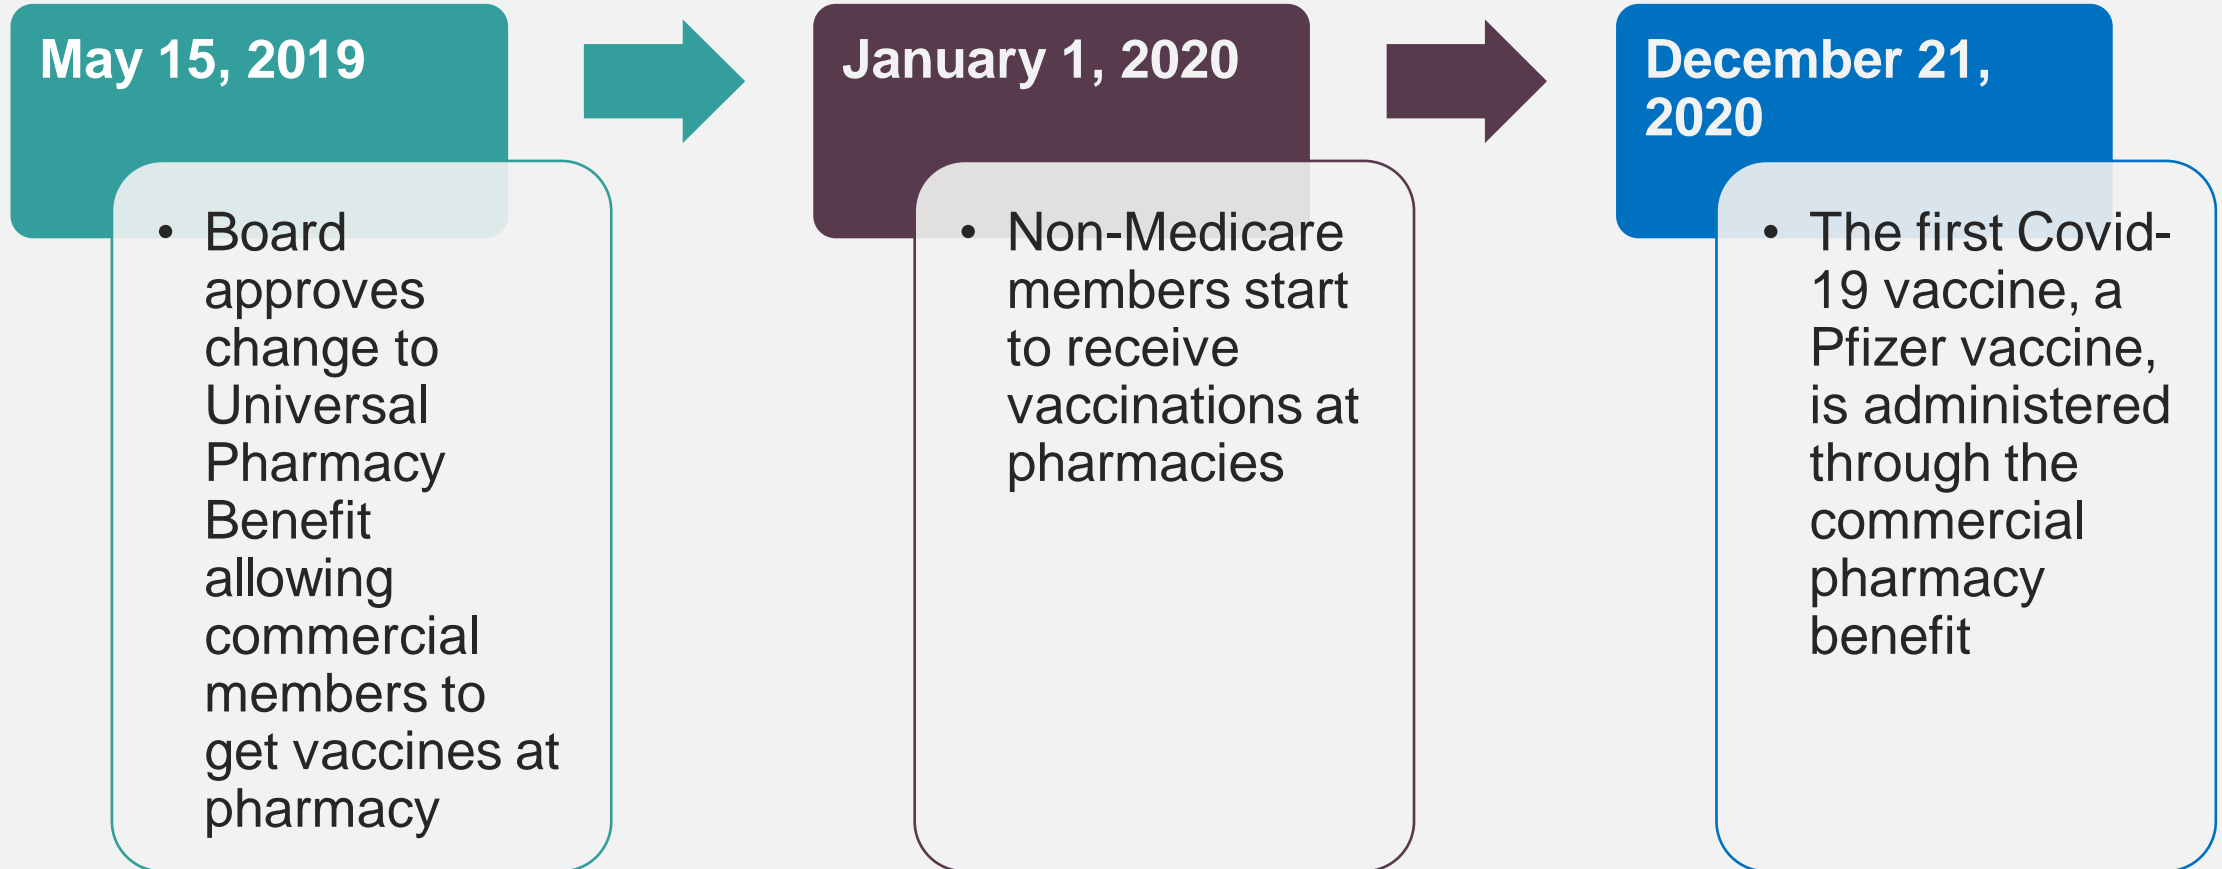 May 15, 2019
• Board
approves
change to
Universal
Pharmacy
Benefit
allowing
commercial
members to
get vaccines at
pharmacy
January 1, 2020
• Non-Medicare
members start
to receive
vaccinations at
pharmacies
December 21,
2020
• The first Covid-
19 vaccine, a
Pfizer vaccine,
is administered
through the
commercial
pharmacy
benefit